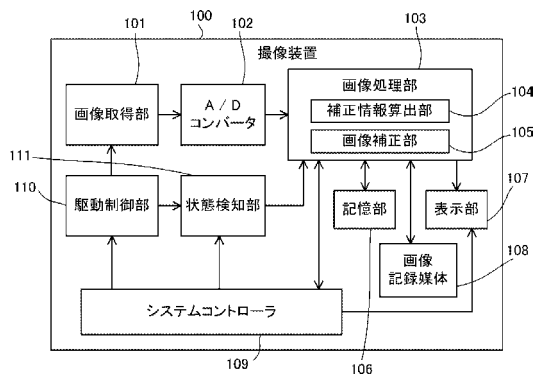 100
101
102
103
撮像装置
画像取得部
A/D
コンバータ
画像処理部
補正情報算出部
104
画像補正部
105
111
110
駆動制御部
状態検知部
記憶部
表示部
107
画像
記録媒体
108
システムコントローラ
106
109